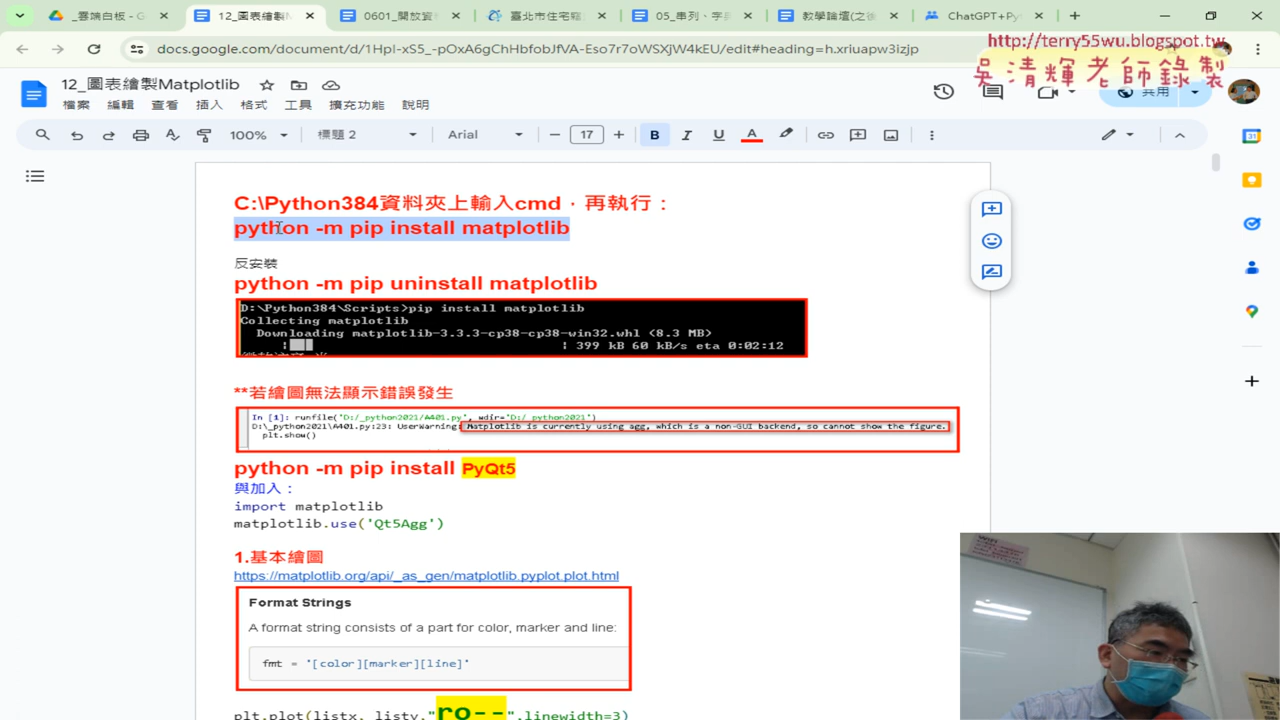 _雲端白板 - G
12_圖表繪製M
0601_開放資
臺北市住宅寵
05_串列、字
教學論壇(之後
ChatGPT+Py
docs.google.com/document/d/1HpI-xS5_-pOxA6gChHbfobJfVA-Eso7r7oWSXjW4kEU/edit#heading=h.xriuapw3izjp
http://terry55wu.blogspot.tw
吳清輝老師錄製
12_圖表繪製Matplotlib
共用
檔案 編輯 查看 插入 格式 工具 擴充功能 說明
100% 標題 2 Arial 17 B I U A
C:\Python384資料夾上輸入cmd，再執行：
python -m pip install matplotlib
反安裝
python -m pip uninstall matplotlib
D:\Python384\Scripts>pip install matplotlib
Collecting matplotlib
Downloading matplotlib-3.3.3-cp38-cp38-win32.whl (8.3 MB)
| 399 kB 60 kB/s eta 0:02:12
**若繪圖無法顯示錯誤發生
In [1]: runfile('D:/_python2021/A401.py', wdir='D:/_python2021')
D:\_python2021\A401.py:23: UserWarning: Matplotlib is currently using agg, which is a non-GUI backend, so cannot show the figure.
plt.show()
python -m pip install PyQt5
與加入：
import matplotlib
matplotlib.use('Qt5Agg')
1.基本繪圖
https://matplotlib.org/api/_as_gen/matplotlib.pyplot.plot.html
Format Strings
A format string consists of a part for color, marker and line:
fmt = '[color][marker][line]'
plt.plot(listx, listy,"ro--",linewidth=3)